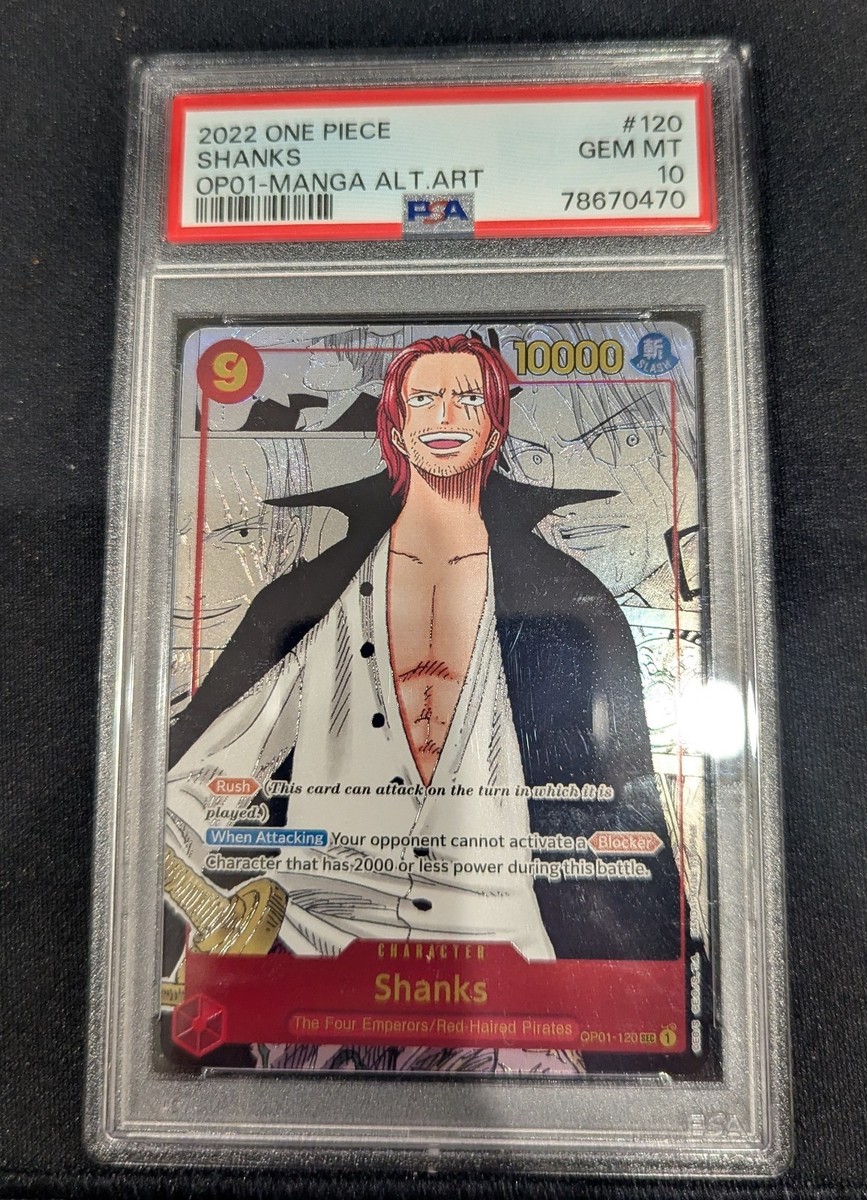 2022 ONE PIECE #120
SHANKS GEM MT
OP01-MANGA ALT.ART 10
PSA 78670470
9 10000 斬
SLASH
Rush (This card can attack on the turn in which it is
played.)
When Attacking Your opponent cannot activate a Blocker
Character that has 2000 or less power during this battle.
CHARACTER
Shanks
The Four Emperors/Red-Haired Pirates OP01-120 SEC 1
PSA